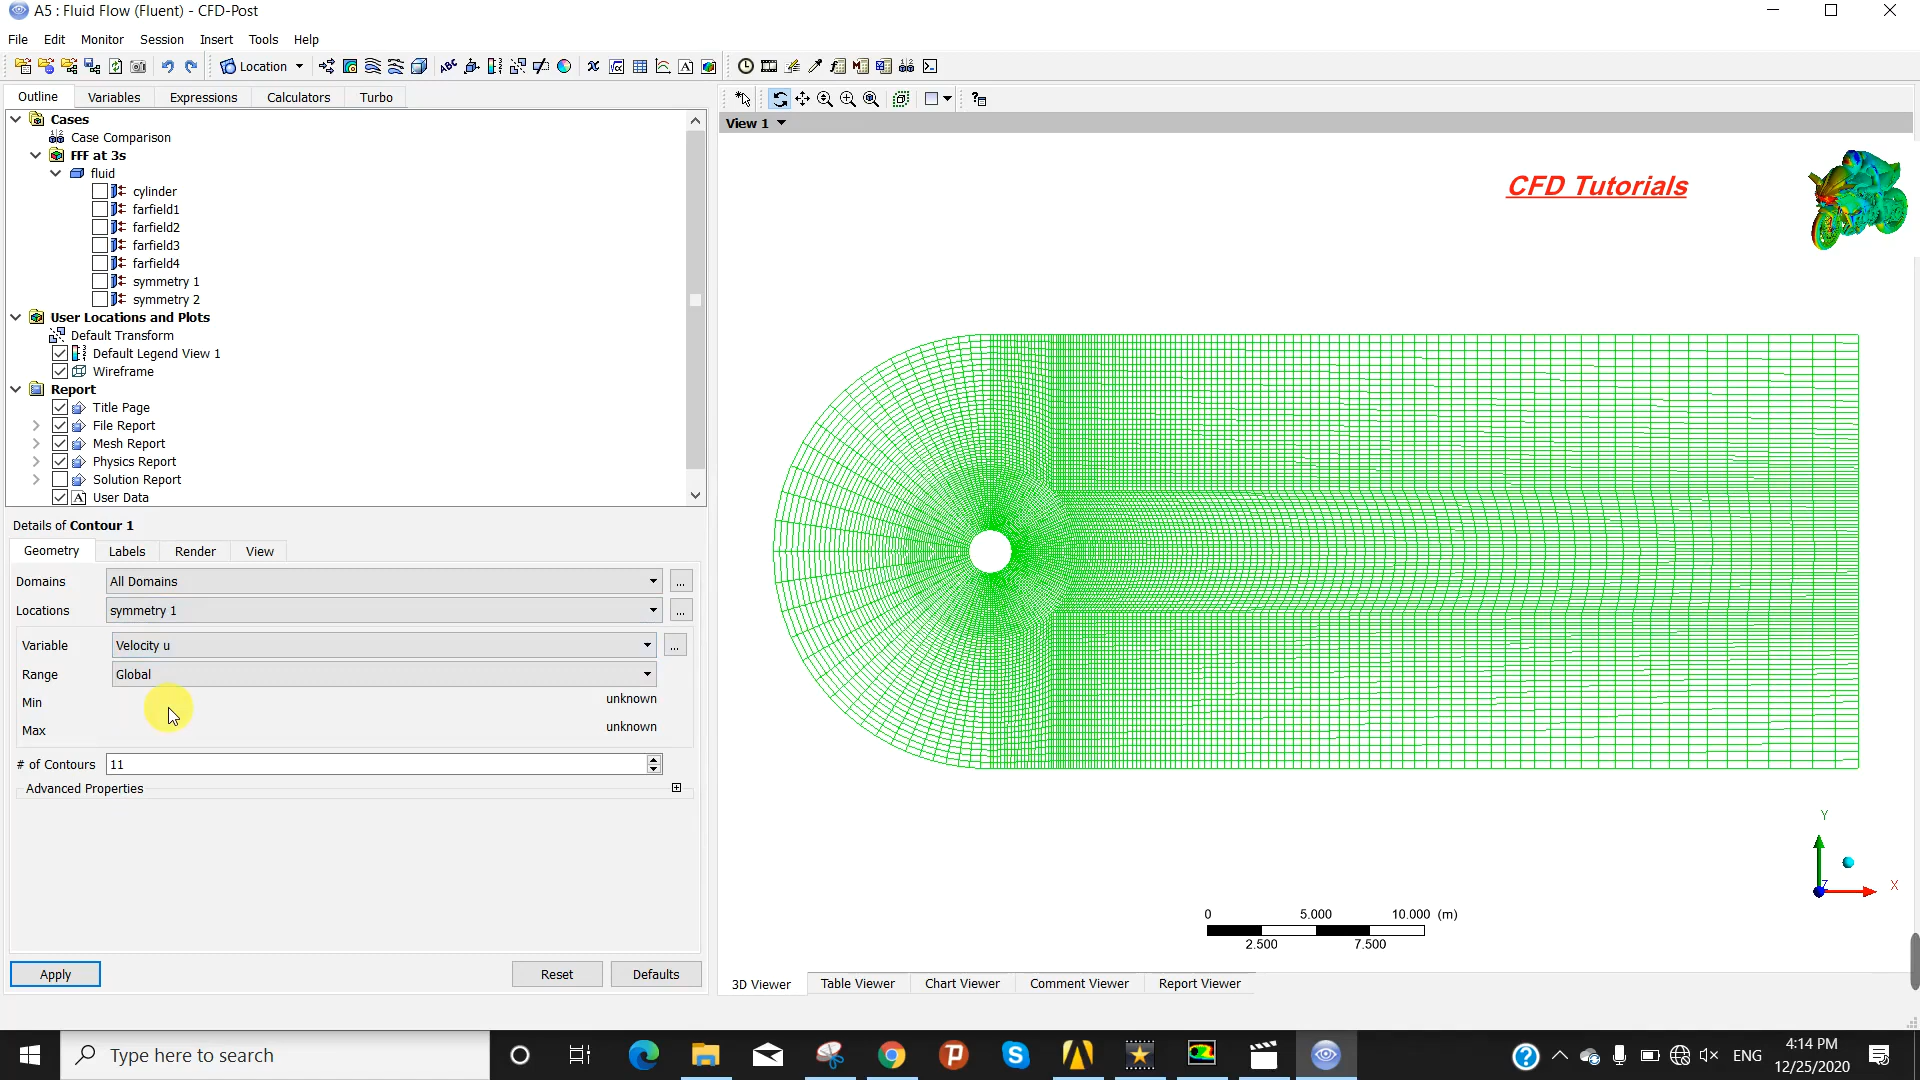 A5 : Fluid Flow (Fluent) - CFD-Post
File Edit Monitor Session Insert Tools Help
Location
Outline Variables Expressions Calculators Turbo
View 1
Cases
Case Comparison
FFF at 3s
fluid
cylinder
farfield1
farfield2
farfield3
farfield4
symmetry 1
symmetry 2
User Locations and Plots
Default Transform
Default Legend View 1
Wireframe
Report
Title Page
File Report
Mesh Report
Physics Report
Solution Report
User Data
CFD Tutorials
Details of Contour 1
Geometry Labels Render View
Domains All Domains ...
Locations symmetry 1 ...
Variable Velocity u ...
Range Global
Min unknown
Max unknown
# of Contours 11
Advanced Properties
Apply Reset Defaults
Y
X
Z
0 5.000 10.000 (m)
2.500 7.500
3D Viewer Table Viewer Chart Viewer Comment Viewer Report Viewer
Type here to search
ENG
4:14 PM
12/25/2020